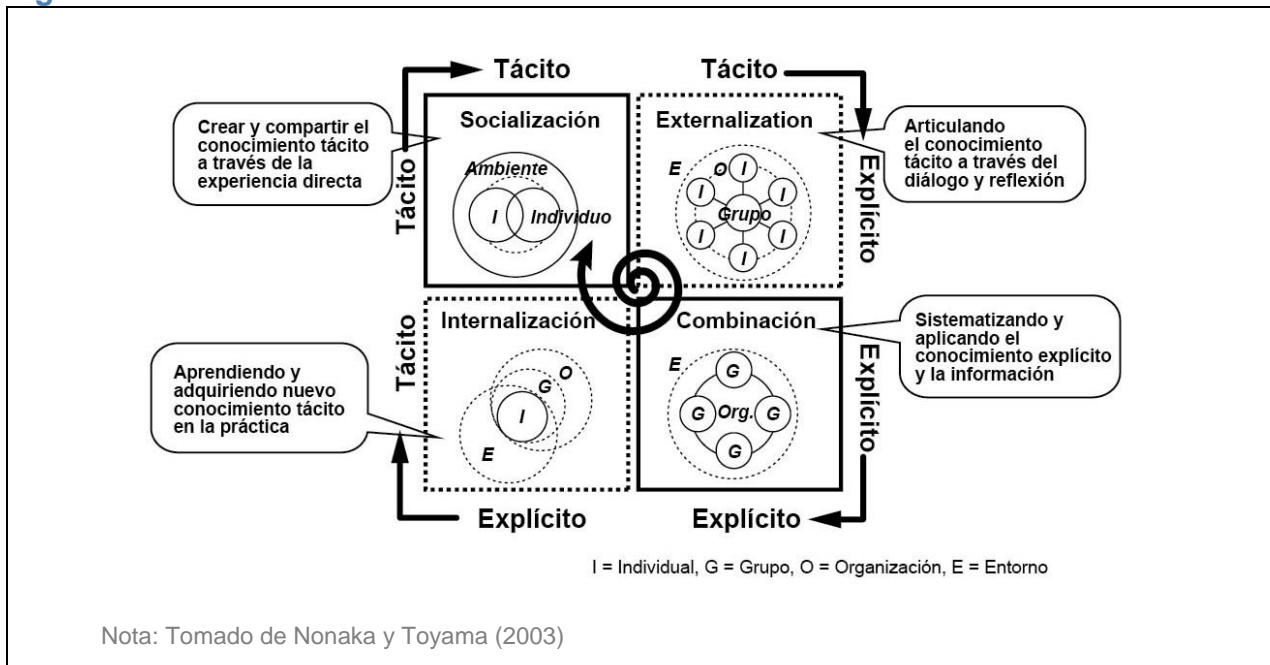 Tácito
Tácito
Crear y compartir el
conocimiento tácito
a través de la
experiencia directa
Tácito
Socialización
Ambiente
I
Individuo
Externalization
E
O
I
I
I
Grupo
I
I
I
Explícito
Articulando
el conocimiento
tácito a través del
diálogo y reflexión
Aprendiendo y
adquiriendo nuevo
conocimiento tácito
en la práctica
Tácito
Internalización
O
G
I
E
Combinación
E
G
G
Org.
G
G
Explícito
Sistematizando y
aplicando el
conocimiento explícito
y la información
Explícito
Explícito
I = Individual, G = Grupo, O = Organización, E = Entorno
Nota: Tomado de Nonaka y Toyama (2003)